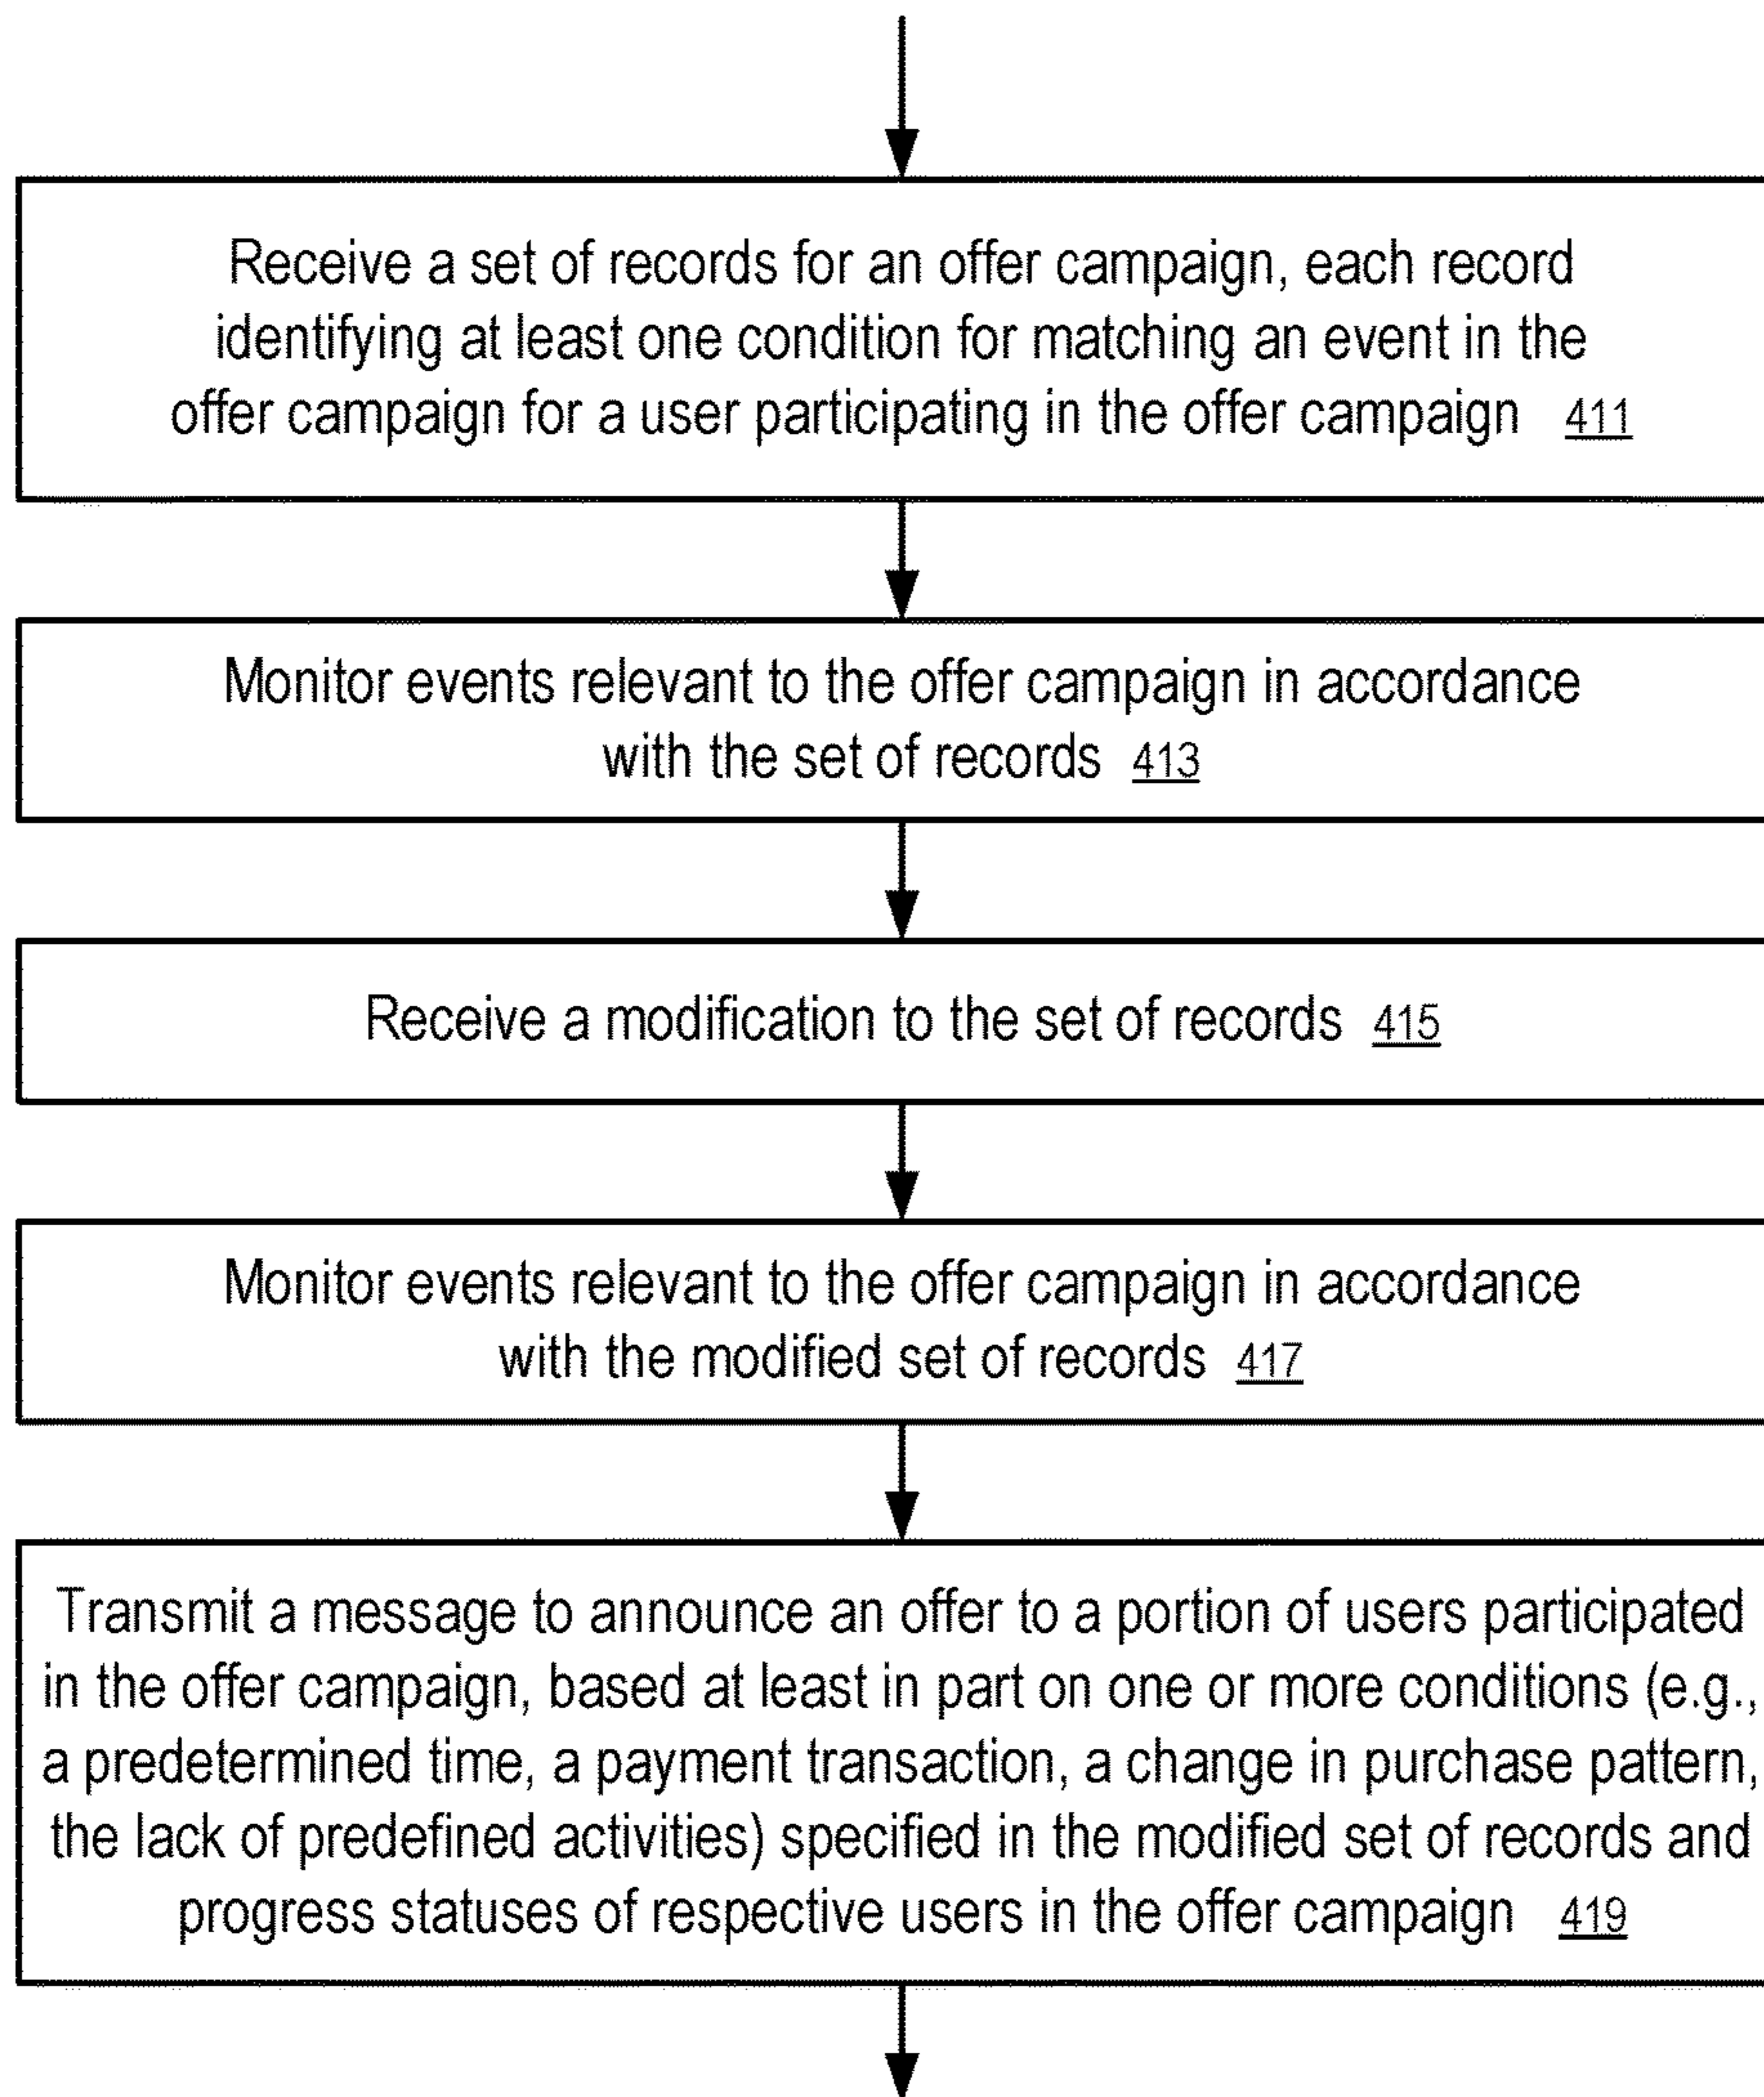 Receive a set of records for an offer campaign, each record
identifying at least one condition for matching an event in the
offer campaign for a user participating in the offer campaign 411
Monitor events relevant to the offer campaign in accordance
with the set of records 413
Receive a modification to the set of records 415
Monitor events relevant to the offer campaign in accordance
with the modified set of records 417
Transmit a message to announce an offer to a portion of users participated
in the offer campaign, based at least in part on one or more conditions (e.g.,
a predetermined time, a payment transaction, a change in purchase pattern,
the lack of predefined activities) specified in the modified set of records and
progress statuses of respective users in the offer campaign 419